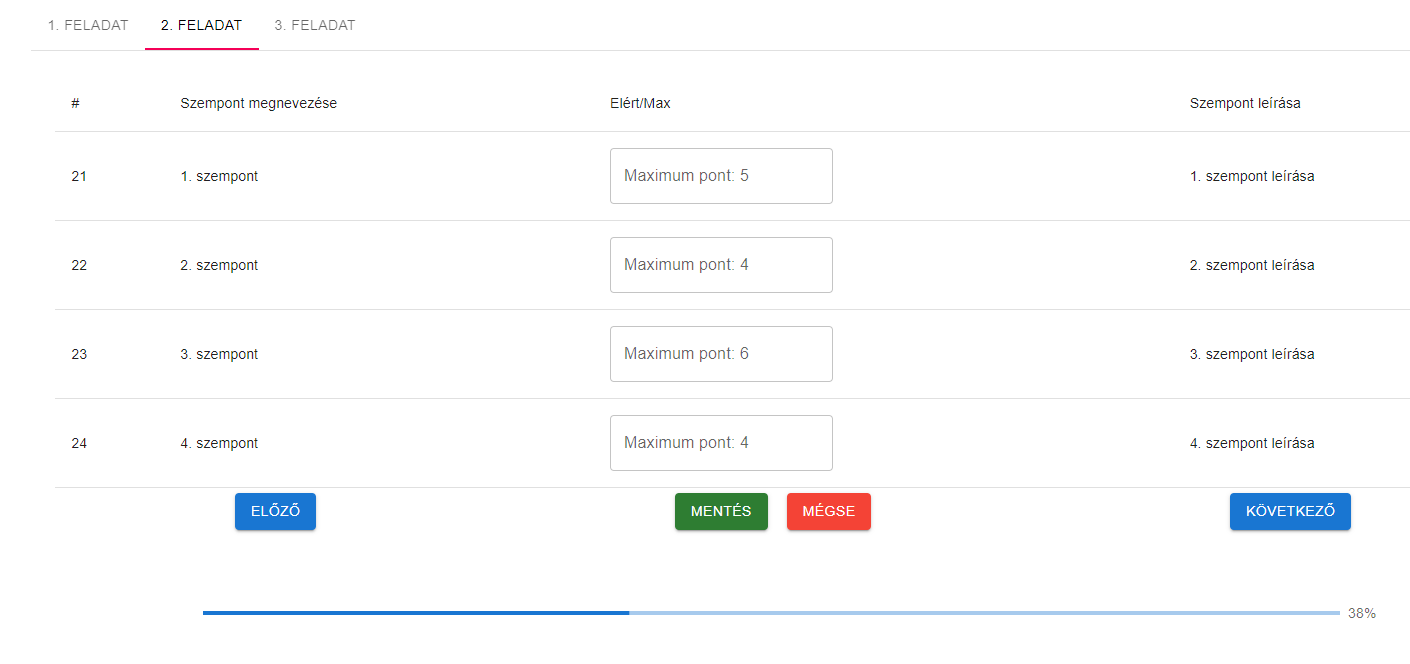 1. FELADAT 2. FELADAT 3. FELADAT
# Szempont megnevezése Elért/Max Szempont leírása
21 1. szempont Maximum pont: 5 1. szempont leírása
22 2. szempont Maximum pont: 4 2. szempont leírása
23 3. szempont Maximum pont: 6 3. szempont leírása
24 4. szempont Maximum pont: 4 4. szempont leírása
ELŐZŐ MENTÉS MÉGSE KÖVETKEZŐ
38%